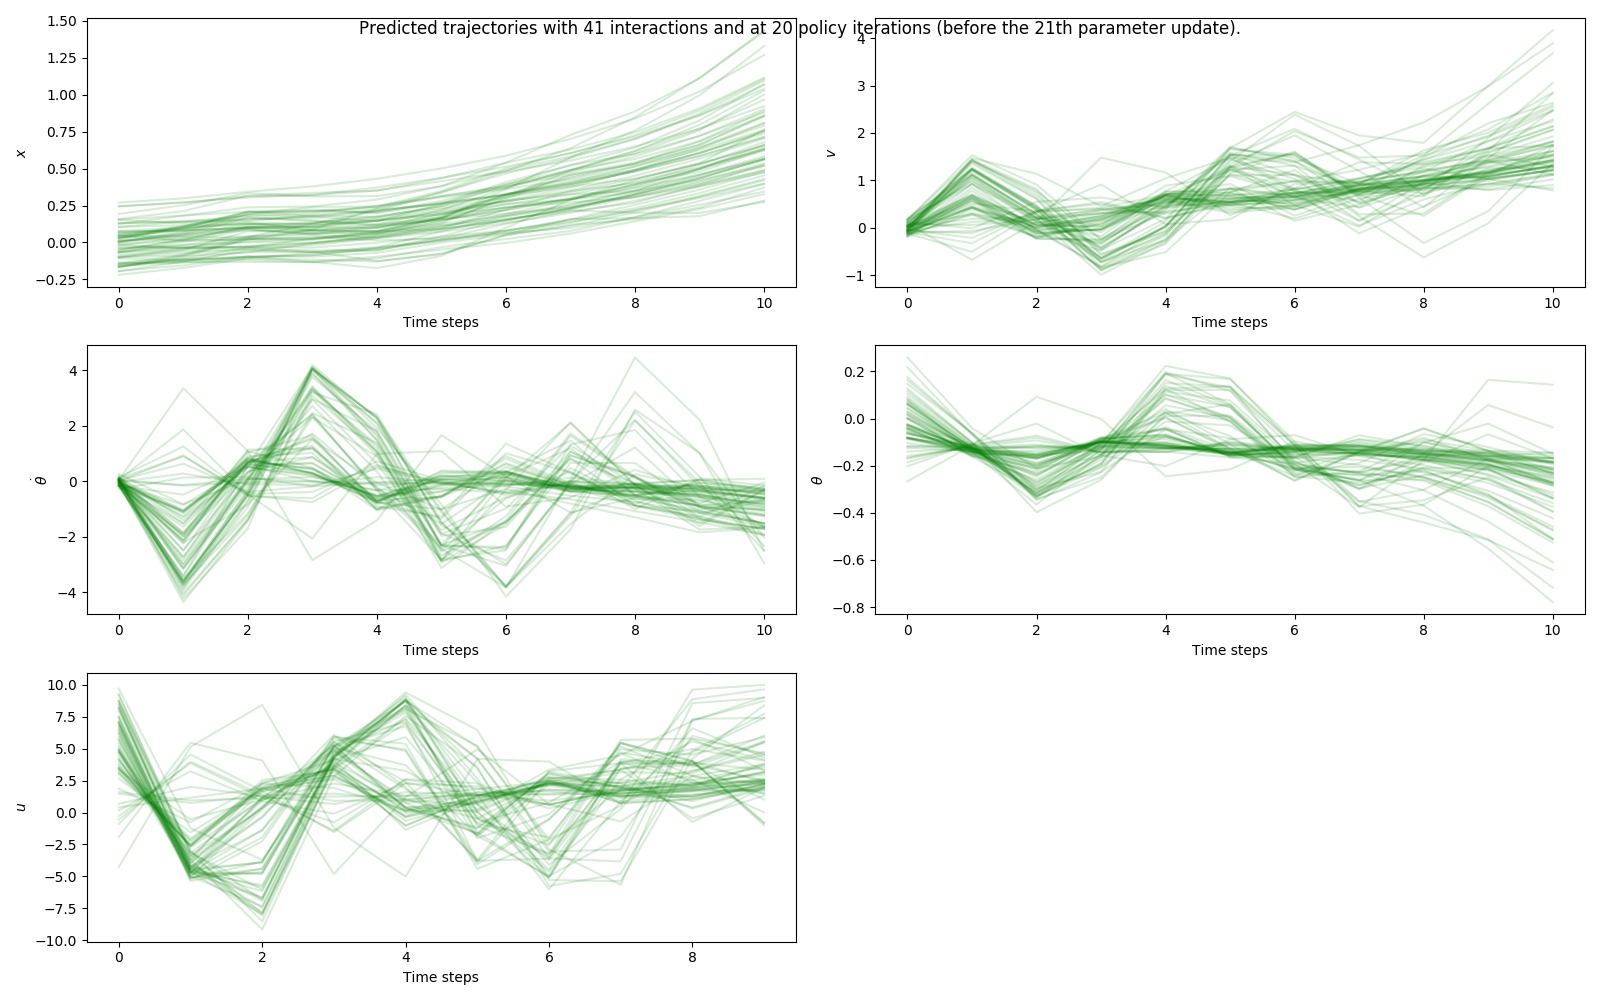 Predicted trajectories with 41 interactions and at 20 policy iterations (before the 21th parameter update).
1.50
1.25
1.00
0.75
0.50
0.25
0.00
−0.25
x
0 2 4 6 8 10
Time steps
4
3
2
1
0
−1
v
0 2 4 6 8 10
Time steps
4
2
0
−2
−4
θ̇
0 2 4 6 8 10
Time steps
0.2
0.0
−0.2
−0.4
−0.6
−0.8
θ
0 2 4 6 8 10
Time steps
10.0
7.5
5.0
2.5
0.0
−2.5
−5.0
−7.5
−10.0
u
0 2 4 6 8
Time steps